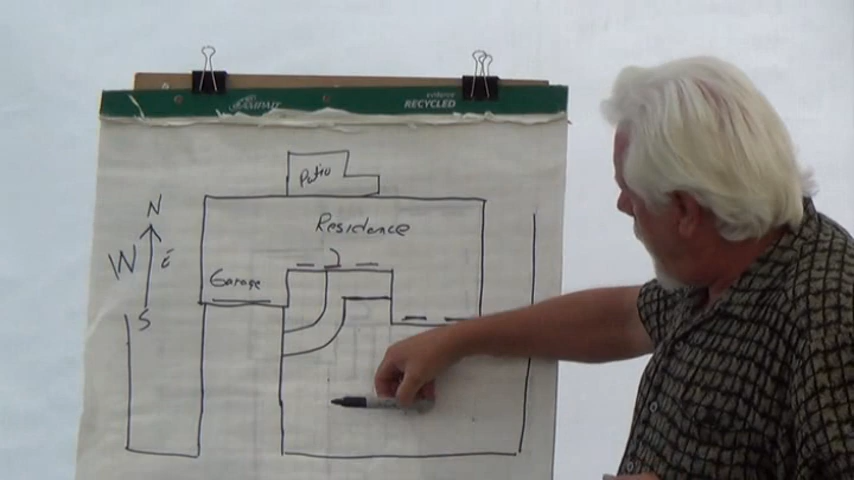 RECYCLED
Patio
N
Residence
W E
Garage
S